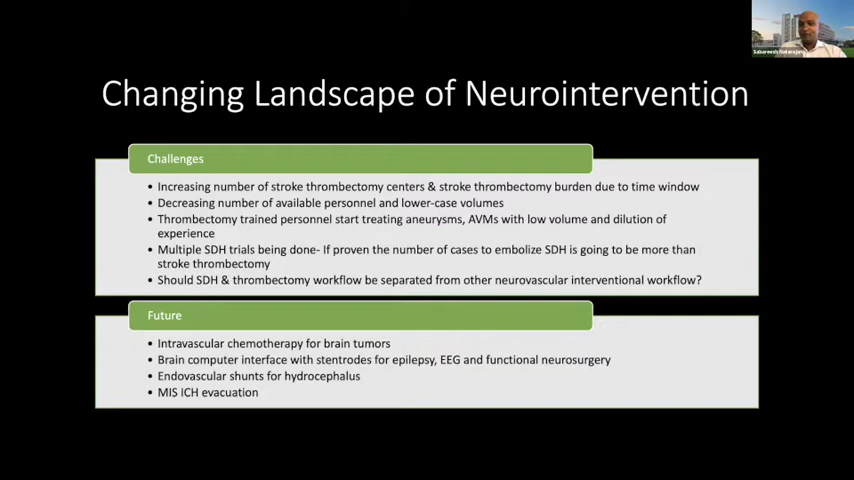 Changing Landscape of Neurointervention
Challenges
• Increasing number of stroke thrombectomy centers & stroke thrombectomy burden due to time window
• Decreasing number of available personnel and lower-case volumes
• Thrombectomy trained personnel start treating aneurysms, AVMs with low volume and dilution of
experience
• Multiple SDH trials being done- If proven the number of cases to embolize SDH is going to be more than
stroke thrombectomy
• Should SDH & thrombectomy workflow be separated from other neurovascular interventional workflow?
Future
• Intravascular chemotherapy for brain tumors
• Brain computer interface with stentrodes for epilepsy, EEG and functional neurosurgery
• Endovascular shunts for hydrocephalus
• MIS ICH evacuation